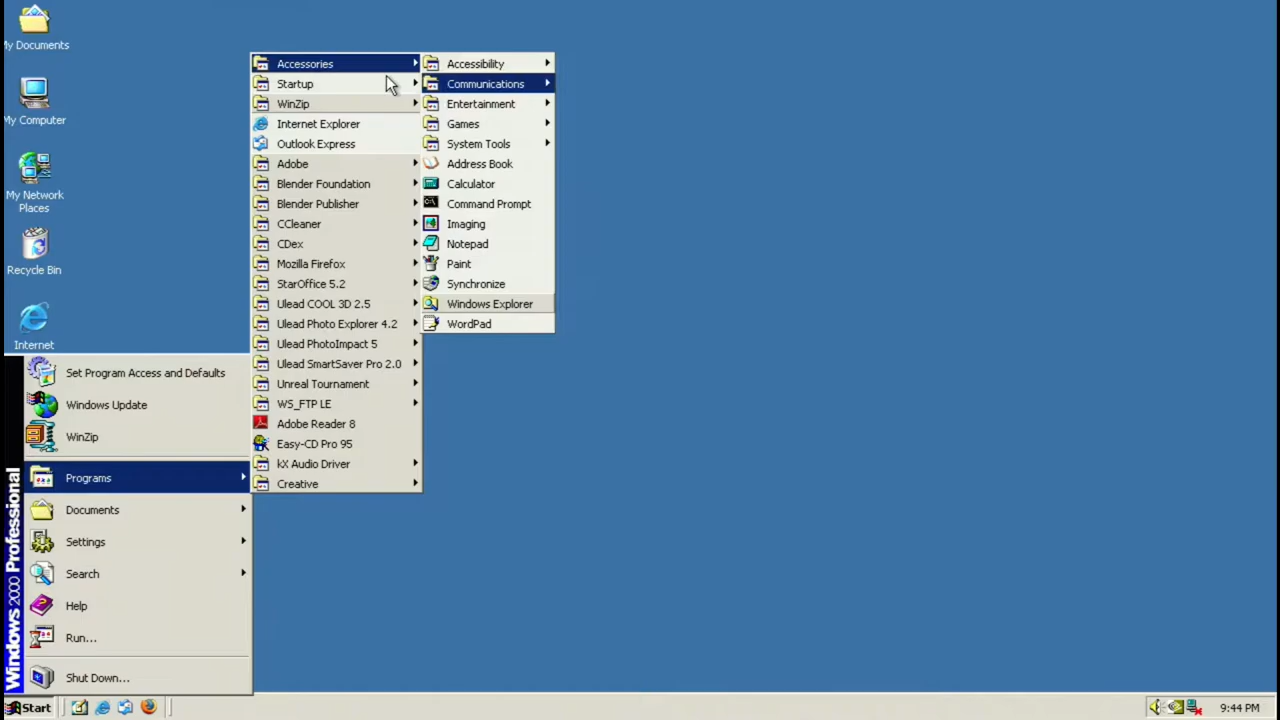 My Documents
My Computer
My Network
Places
Recycle Bin
Internet
Accessories
Startup
WinZip
Internet Explorer
Outlook Express
Adobe
Blender Foundation
Blender Publisher
CCleaner
CDex
Mozilla Firefox
StarOffice 5.2
Ulead COOL 3D 2.5
Ulead Photo Explorer 4.2
Ulead PhotoImpact 5
Ulead SmartSaver Pro 2.0
Unreal Tournament
WS_FTP LE
Adobe Reader 8
Easy-CD Pro 95
kX Audio Driver
Creative
Accessibility
Communications
Entertainment
Games
System Tools
Address Book
Calculator
Command Prompt
Imaging
Notepad
Paint
Synchronize
Windows Explorer
WordPad
Set Program Access and Defaults
Windows Update
WinZip
Programs
Documents
Settings
Search
Help
Run...
Shut Down...
Windows 2000 Professional
Start
9:44 PM